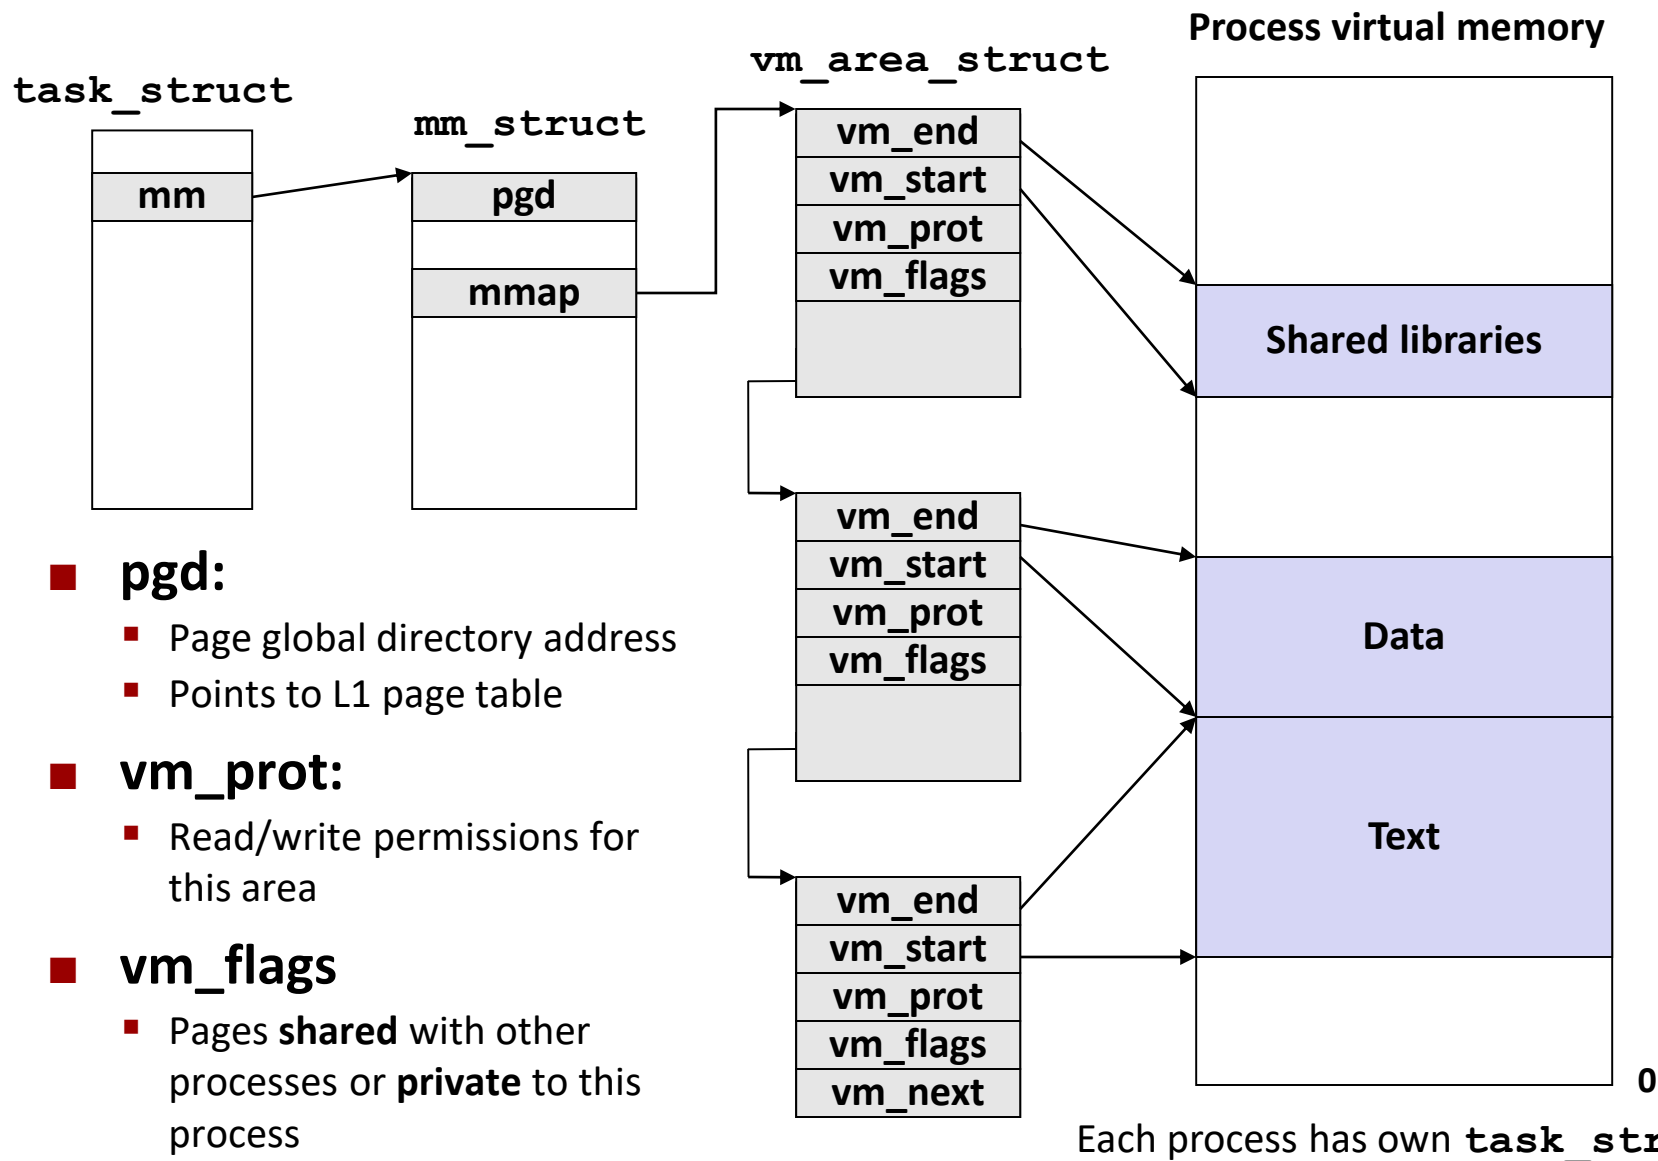 Process virtual memory
vm_area_struct
task_struct
mm_struct
vm_end
vm_start
vm_prot
vm_flags
mm
pgd
mmap
Shared libraries
vm_end
vm_start
vm_prot
vm_flags
Data
Text
vm_end
vm_start
vm_prot
vm_flags
vm_next
0
■ pgd:
▪ Page global directory address
▪ Points to L1 page table
■ vm_prot:
▪ Read/write permissions for
this area
■ vm_flags
▪ Pages shared with other
processes or private to this
process
Each process has own task_str